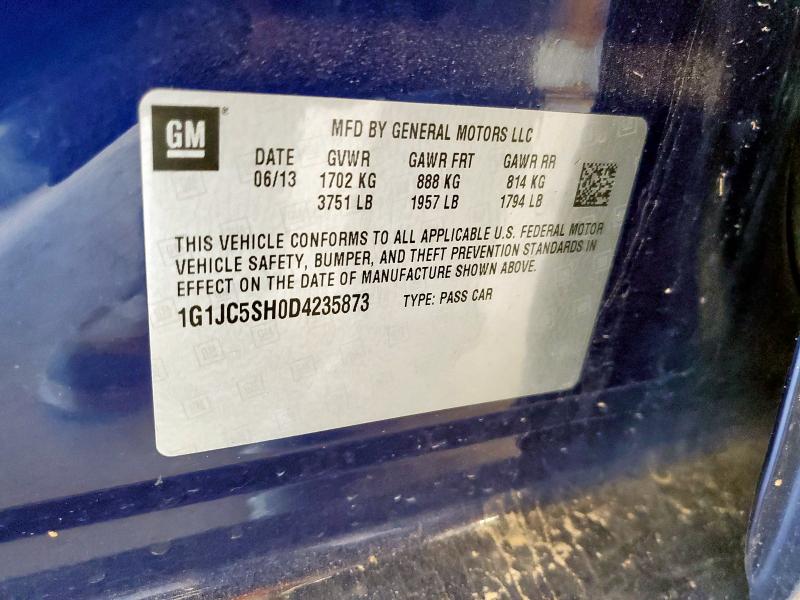 GM
MFD BY GENERAL MOTORS LLC
DATE GVWR GAWR FRT GAWR RR
06/13 1702 KG 888 KG 814 KG
3751 LB 1957 LB 1794 LB
THIS VEHICLE CONFORMS TO ALL APPLICABLE U.S. FEDERAL MOTOR
VEHICLE SAFETY, BUMPER, AND THEFT PREVENTION STANDARDS IN
EFFECT ON THE DATE OF MANUFACTURE SHOWN ABOVE.
1G1JC5SH0D4235873 TYPE: PASS CAR